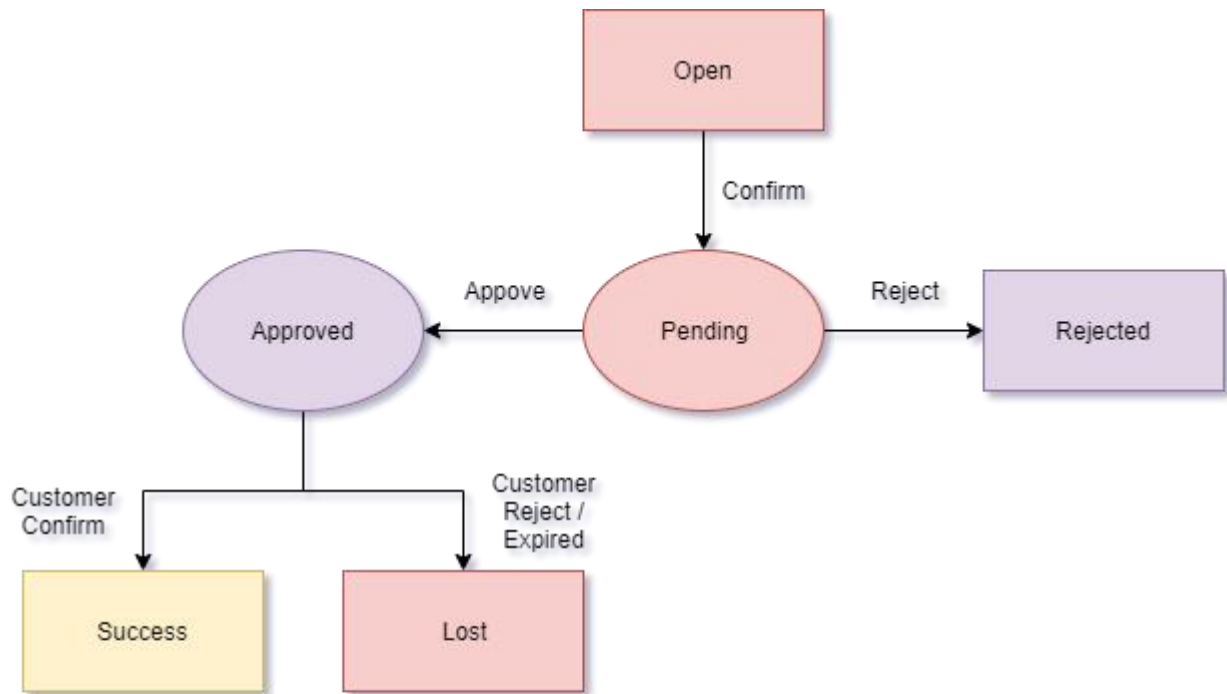 Open
Confirm
Appove
Reject
Approved
Pending
Rejected
Customer
Confirm
Customer
Reject /
Expired
Success
Lost